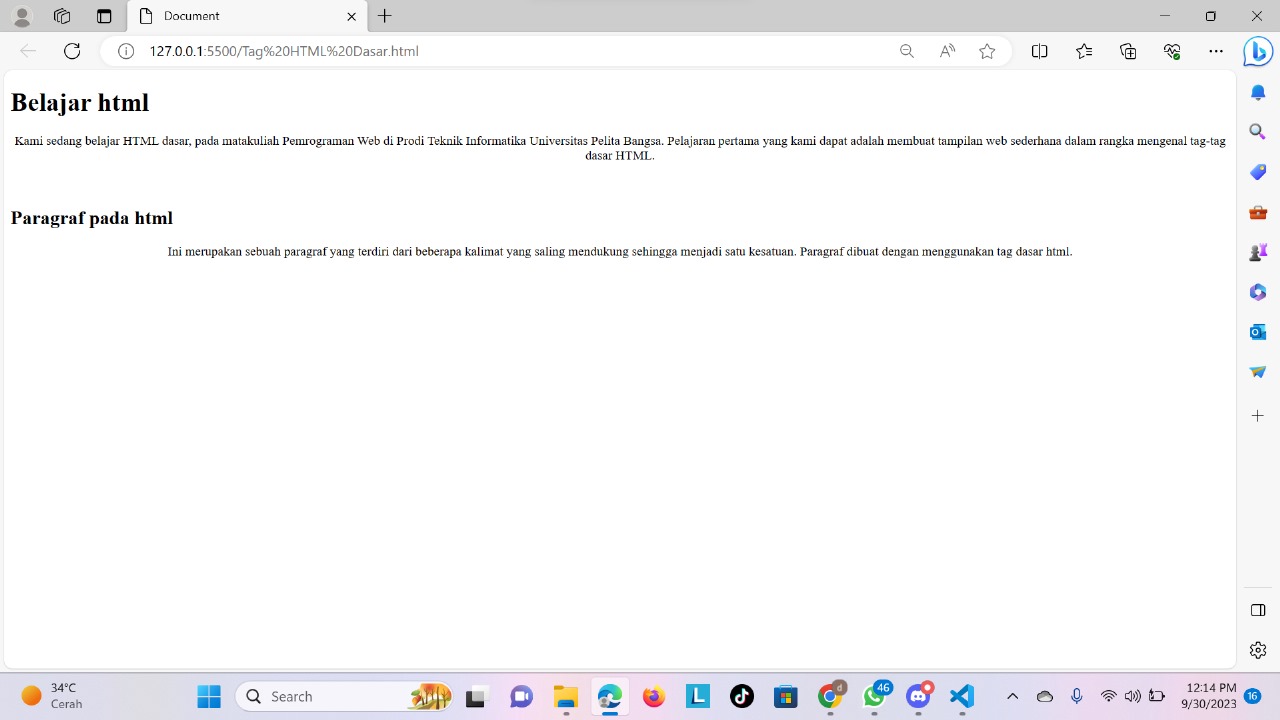 Document
127.0.0.1:5500/Tag%20HTML%20Dasar.html
Belajar html
Kami sedang belajar HTML dasar, pada matakuliah Pemrograman Web di Prodi Teknik Informatika Universitas Pelita Bangsa. Pelajaran pertama yang kami dapat adalah membuat tampilan web sederhana dalam rangka mengenal tag-tag
dasar HTML.
Paragraf pada html
Ini merupakan sebuah paragraf yang terdiri dari beberapa kalimat yang saling mendukung sehingga menjadi satu kesatuan. Paragraf dibuat dengan menggunakan tag dasar html.
34°C
Cerah
Search
d
46
12:14 PM
9/30/2023
16